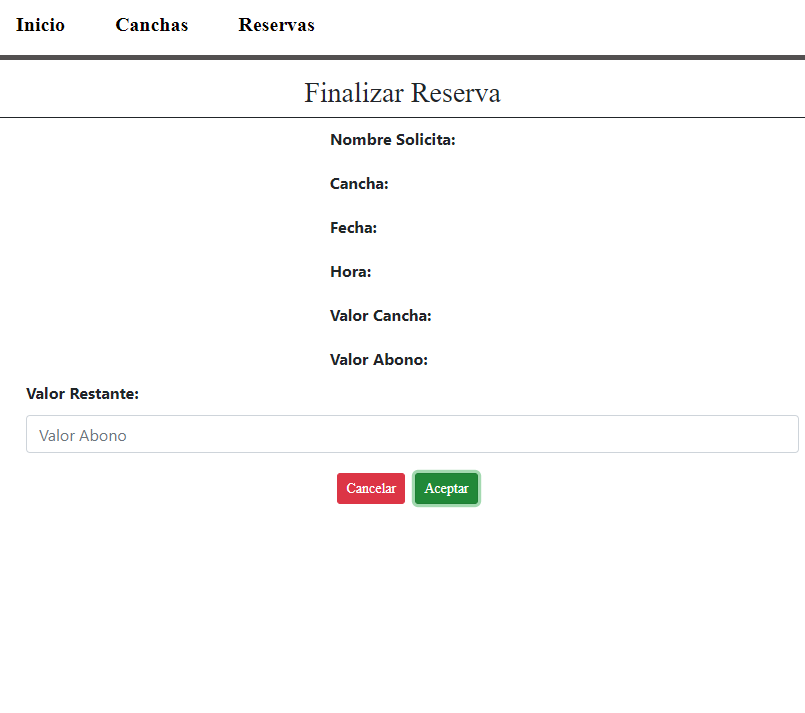 Inicio Canchas Reservas
Finalizar Reserva
Nombre Solicita:
Cancha:
Fecha:
Hora:
Valor Cancha:
Valor Abono:
Valor Restante:
Valor Abono
Cancelar Aceptar